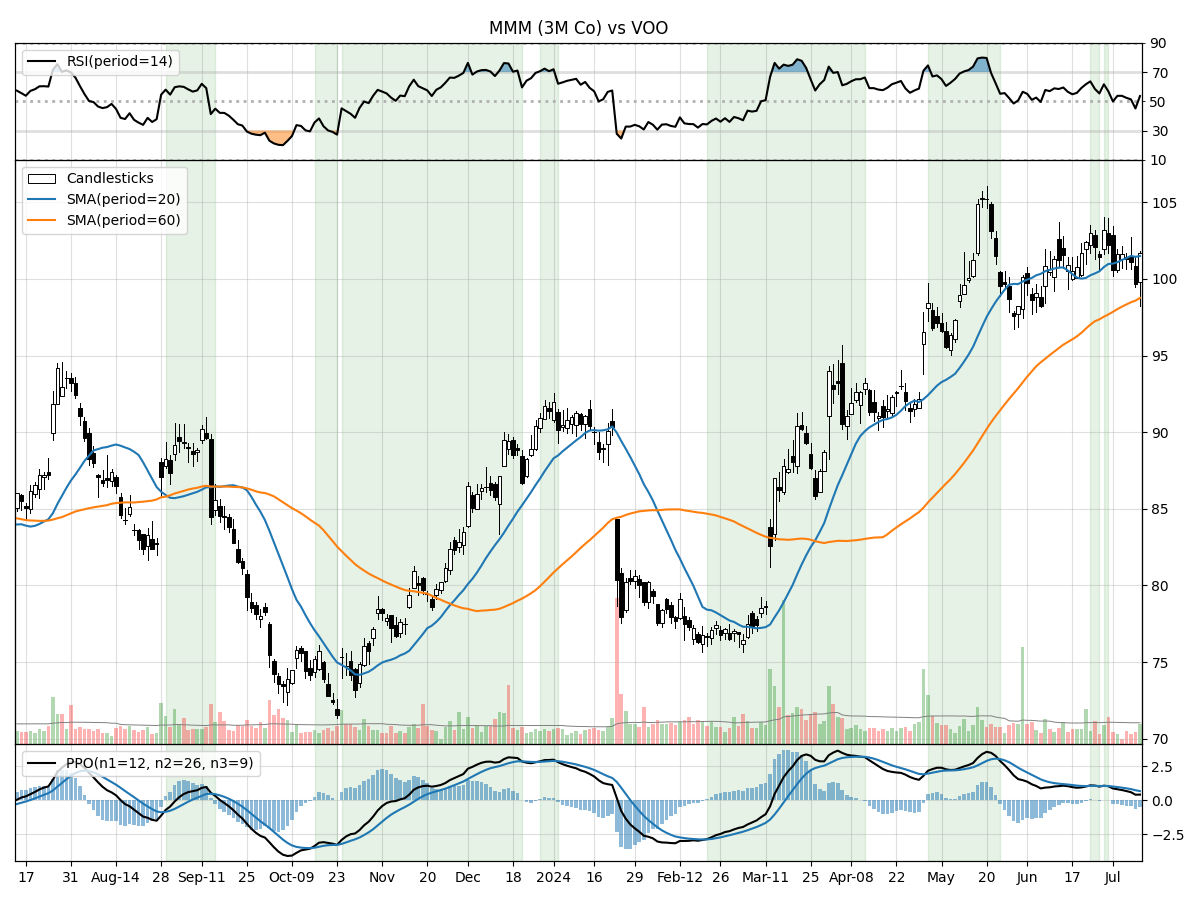 MMM (3M Co) vs VOO
RSI(period=14)
90
70
50
30
10
Candlesticks
SMA(period=20)
SMA(period=60)
105
100
95
90
85
80
75
70
PPO(n1=12, n2=26, n3=9)
2.5
0.0
−2.5
17 31 Aug-14 28 Sep-11 25 Oct-09 23 Nov 20 Dec 18 2024 16 29 Feb-12 26 Mar-11 25 Apr-08 22 May 20 Jun 17 Jul